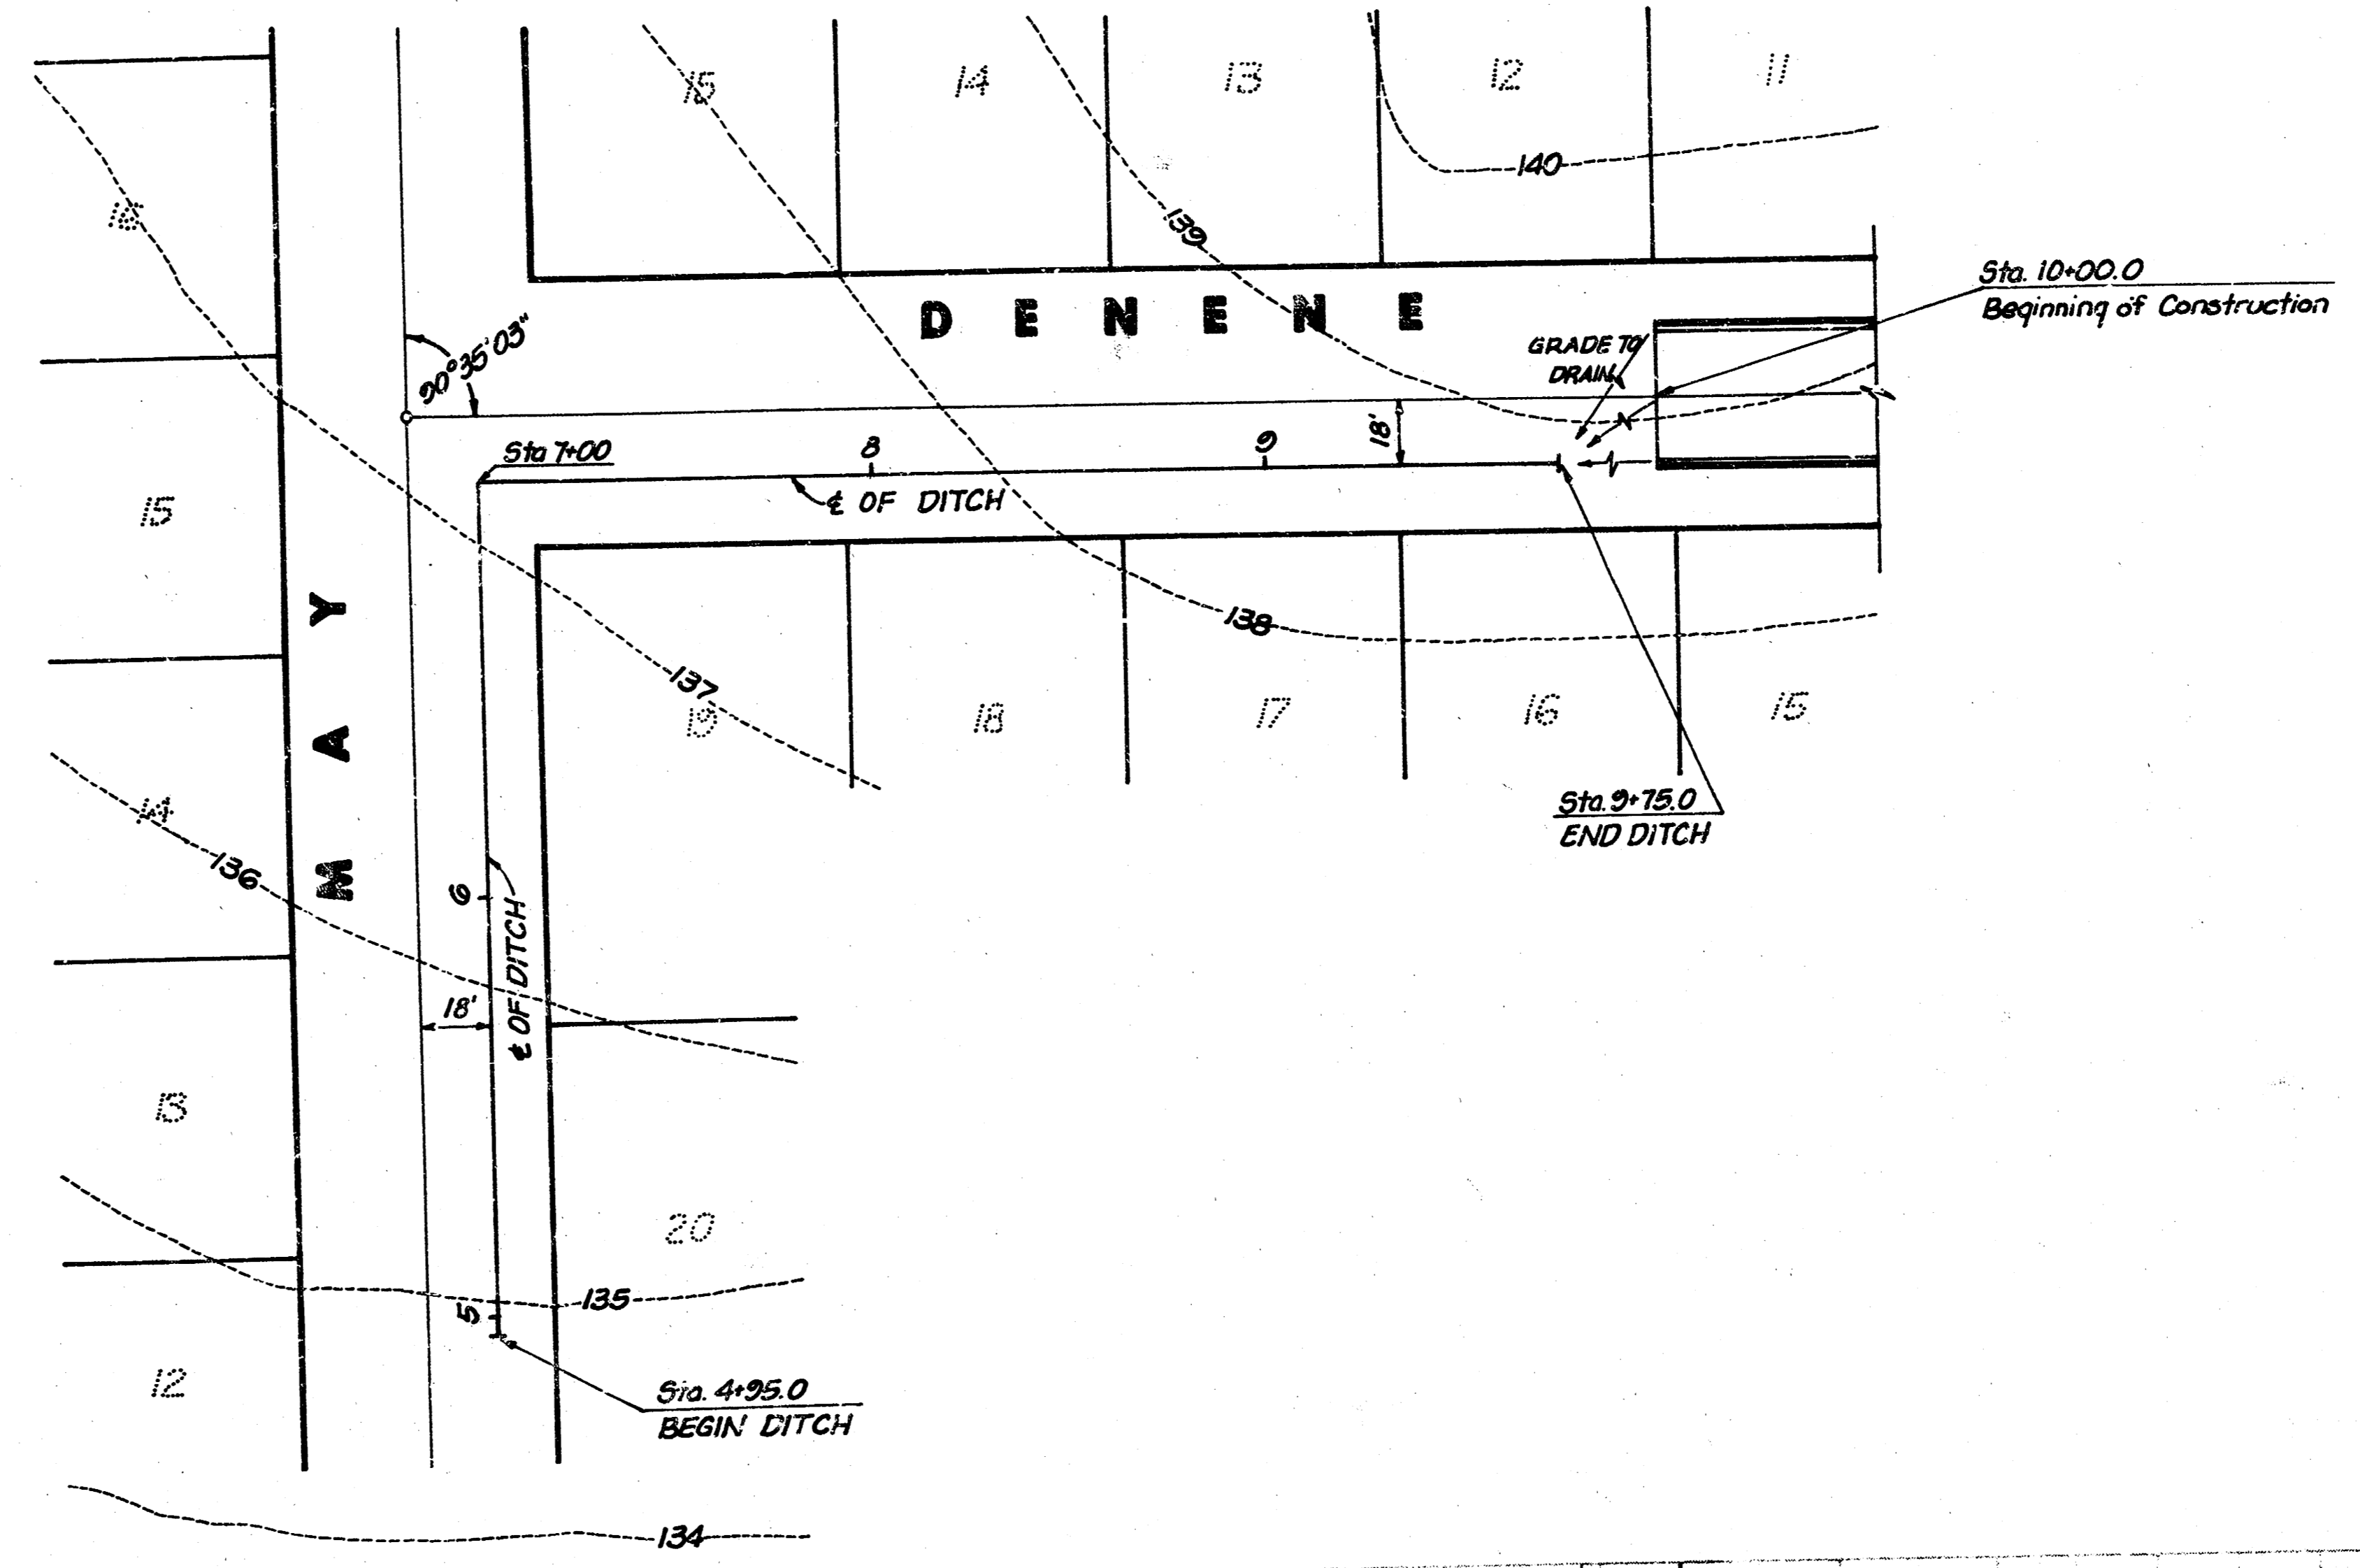 15
14
13
12
11
140
16
139
Sta. 10+00.0
Beginning of Construction
DENENE
GRADE TO
DRAIN
90°35'03"
Sta 7+00
8
9
18'
℄ OF DITCH
15
MAY
138
137
19
18
17
16
15
Sta. 9+75.0
END DITCH
14
136
6
℄ OF DITCH
18'
13
20
135
5
12
Sta. 4+95.0
BEGIN DITCH
134